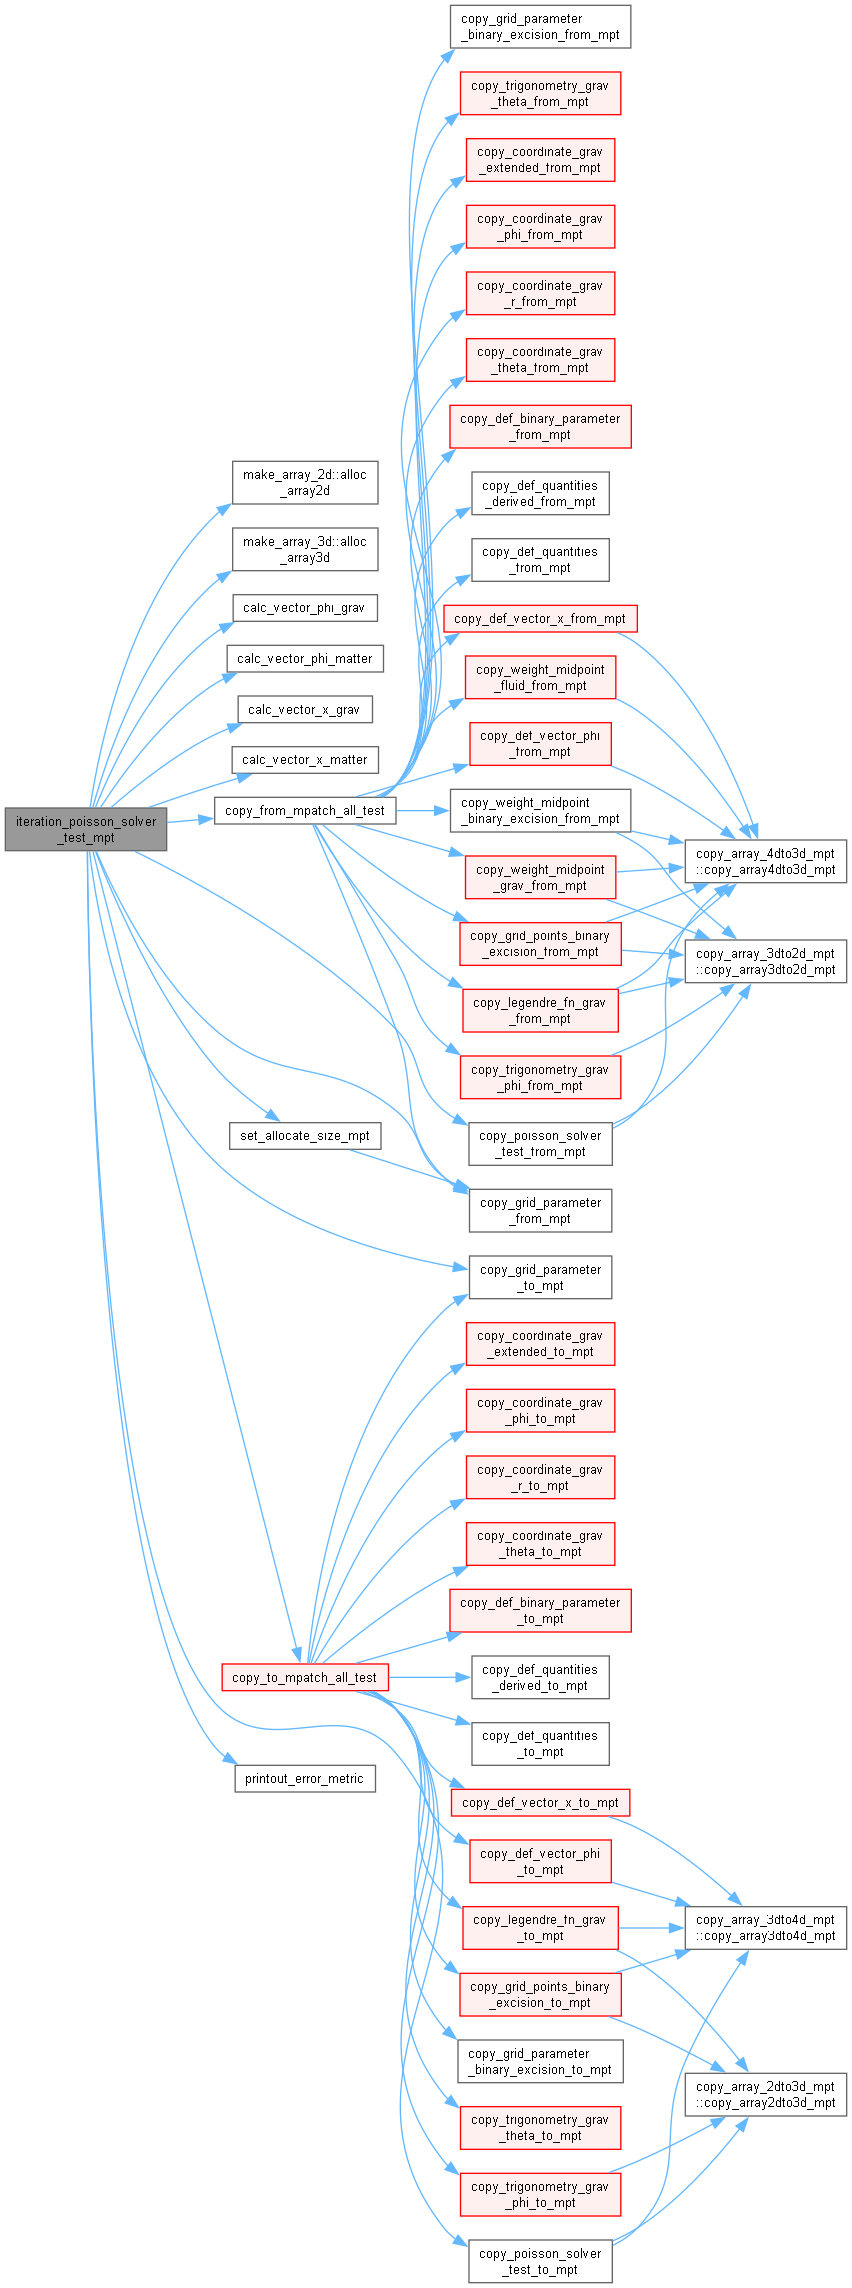 copy_grid_parameter
_binary_excision_from_mpt
copy_trigonometry_grav
_theta_from_mpt
copy_coordinate_grav
_extended_from_mpt
copy_coordinate_grav
_phi_from_mpt
copy_coordinate_grav
_r_from_mpt
copy_coordinate_grav
_theta_from_mpt
copy_def_binary_parameter
_from_mpt
make_array_2d::alloc
_array2d
copy_def_quantities
_derived_from_mpt
make_array_3d::alloc
_array3d
copy_def_quantities
_from_mpt
calc_vector_phi_grav
copy_def_vector_x_from_mpt
calc_vector_phi_matter
copy_weight_midpoint
_fluid_from_mpt
calc_vector_x_grav
copy_def_vector_phi
_from_mpt
calc_vector_x_matter
iteration_poisson_solver
_test_mpt
copy_from_mpatch_all_test
copy_weight_midpoint
_binary_excision_from_mpt
copy_array_4dto3d_mpt
::copy_array4dto3d_mpt
copy_weight_midpoint
_grav_from_mpt
copy_grid_points_binary
_excision_from_mpt
copy_array_3dto2d_mpt
::copy_array3dto2d_mpt
copy_legendre_fn_grav
_from_mpt
copy_trigonometry_grav
_phi_from_mpt
set_allocate_size_mpt
copy_poisson_solver
_test_from_mpt
copy_grid_parameter
_from_mpt
copy_grid_parameter
_to_mpt
copy_coordinate_grav
_extended_to_mpt
copy_coordinate_grav
_phi_to_mpt
copy_coordinate_grav
_r_to_mpt
copy_coordinate_grav
_theta_to_mpt
copy_def_binary_parameter
_to_mpt
copy_to_mpatch_all_test
copy_def_quantities
_derived_to_mpt
copy_def_quantities
_to_mpt
printout_error_metric
copy_def_vector_x_to_mpt
copy_def_vector_phi
_to_mpt
copy_legendre_fn_grav
_to_mpt
copy_array_3dto4d_mpt
::copy_array3dto4d_mpt
copy_grid_points_binary
_excision_to_mpt
copy_grid_parameter
_binary_excision_to_mpt
copy_array_2dto3d_mpt
::copy_array2dto3d_mpt
copy_trigonometry_grav
_theta_to_mpt
copy_trigonometry_grav
_phi_to_mpt
copy_poisson_solver
_test_to_mpt